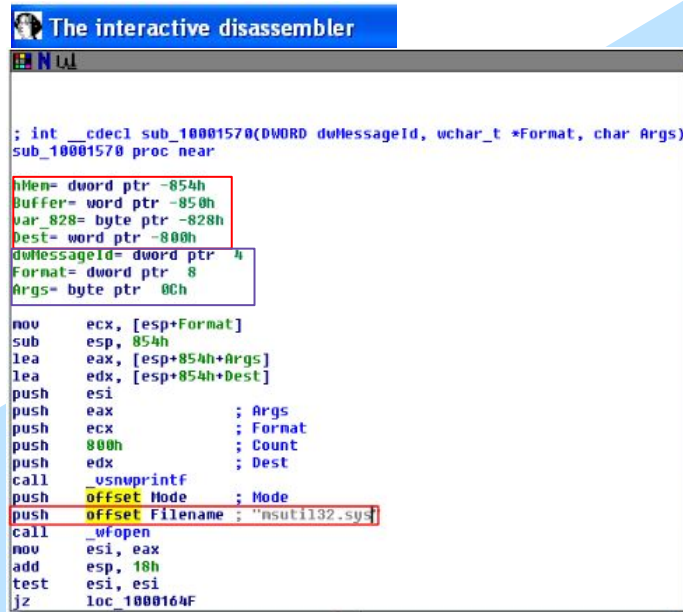 The interactive disassembler
; int __cdecl sub_10001570(DWORD dwMessageId, wchar_t *Format, char Args)
sub_10001570 proc near
hMem= dword ptr -854h
Buffer= word ptr -850h
var_828= byte ptr -828h
Dest= word ptr -800h
dwMessageId= dword ptr  4
Format= dword ptr  8
Args= byte ptr  0Ch
mov     ecx, [esp+Format]
sub     esp, 854h
lea     eax, [esp+854h+Args]
lea     edx, [esp+854h+Dest]
push    esi
push    eax             ; Args
push    ecx             ; Format
push    800h            ; Count
push    edx             ; Dest
call    _vsnwprintf
push    offset Mode     ; Mode
push    offset Filename ; "msutil32.sys"
call    _wfopen
mov     esi, eax
add     esp, 18h
test    esi, esi
jz      loc_1000164F